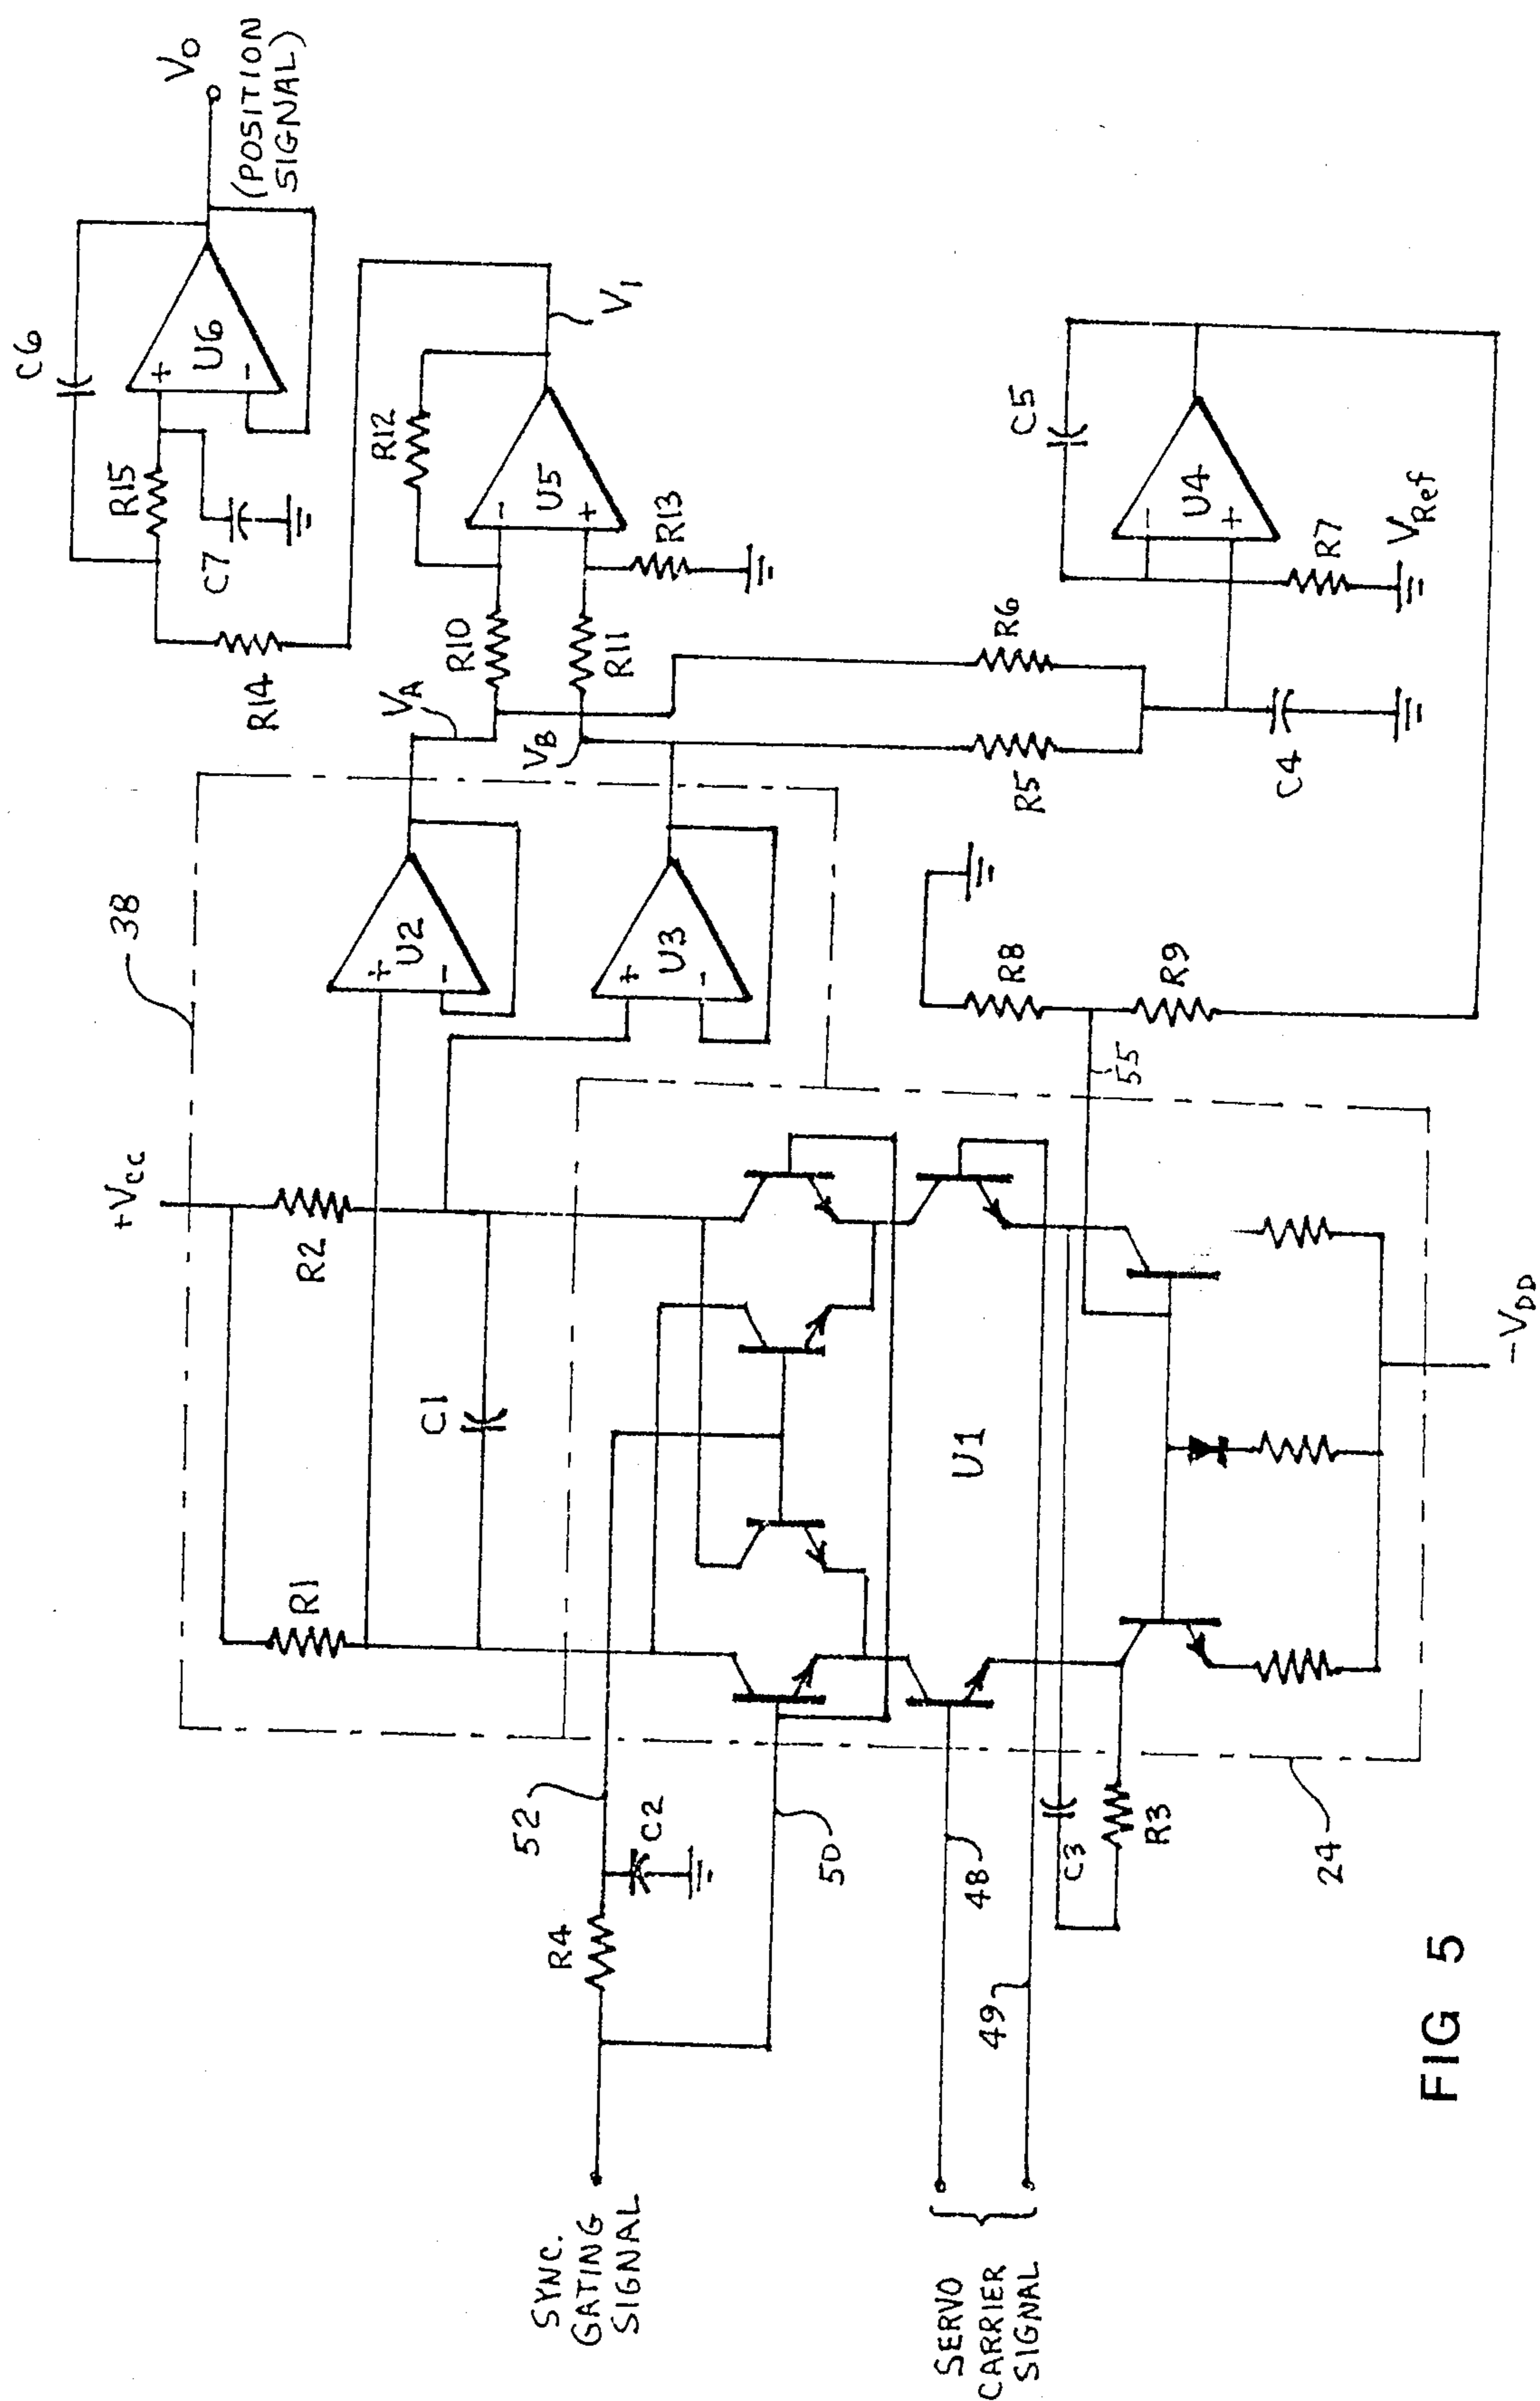 C6
U6
+
-
VO
(POSITION
SIGNAL)
R15
C7
R14
R12
U5
-
+
V1
R10
R11
R13
VA
VB
38
+VCC
R1
R2
C1
U2
+
-
U3
+
-
R5
R6
C4
C5
U4
-
+
R7
VRef
R8
R9
55
SYNC.
GATING
SIGNAL
R4
C2
52
50
U1
SERVO
CARRIER
SIGNAL
48
49
C3
R3
24
-VDD
FIG 5